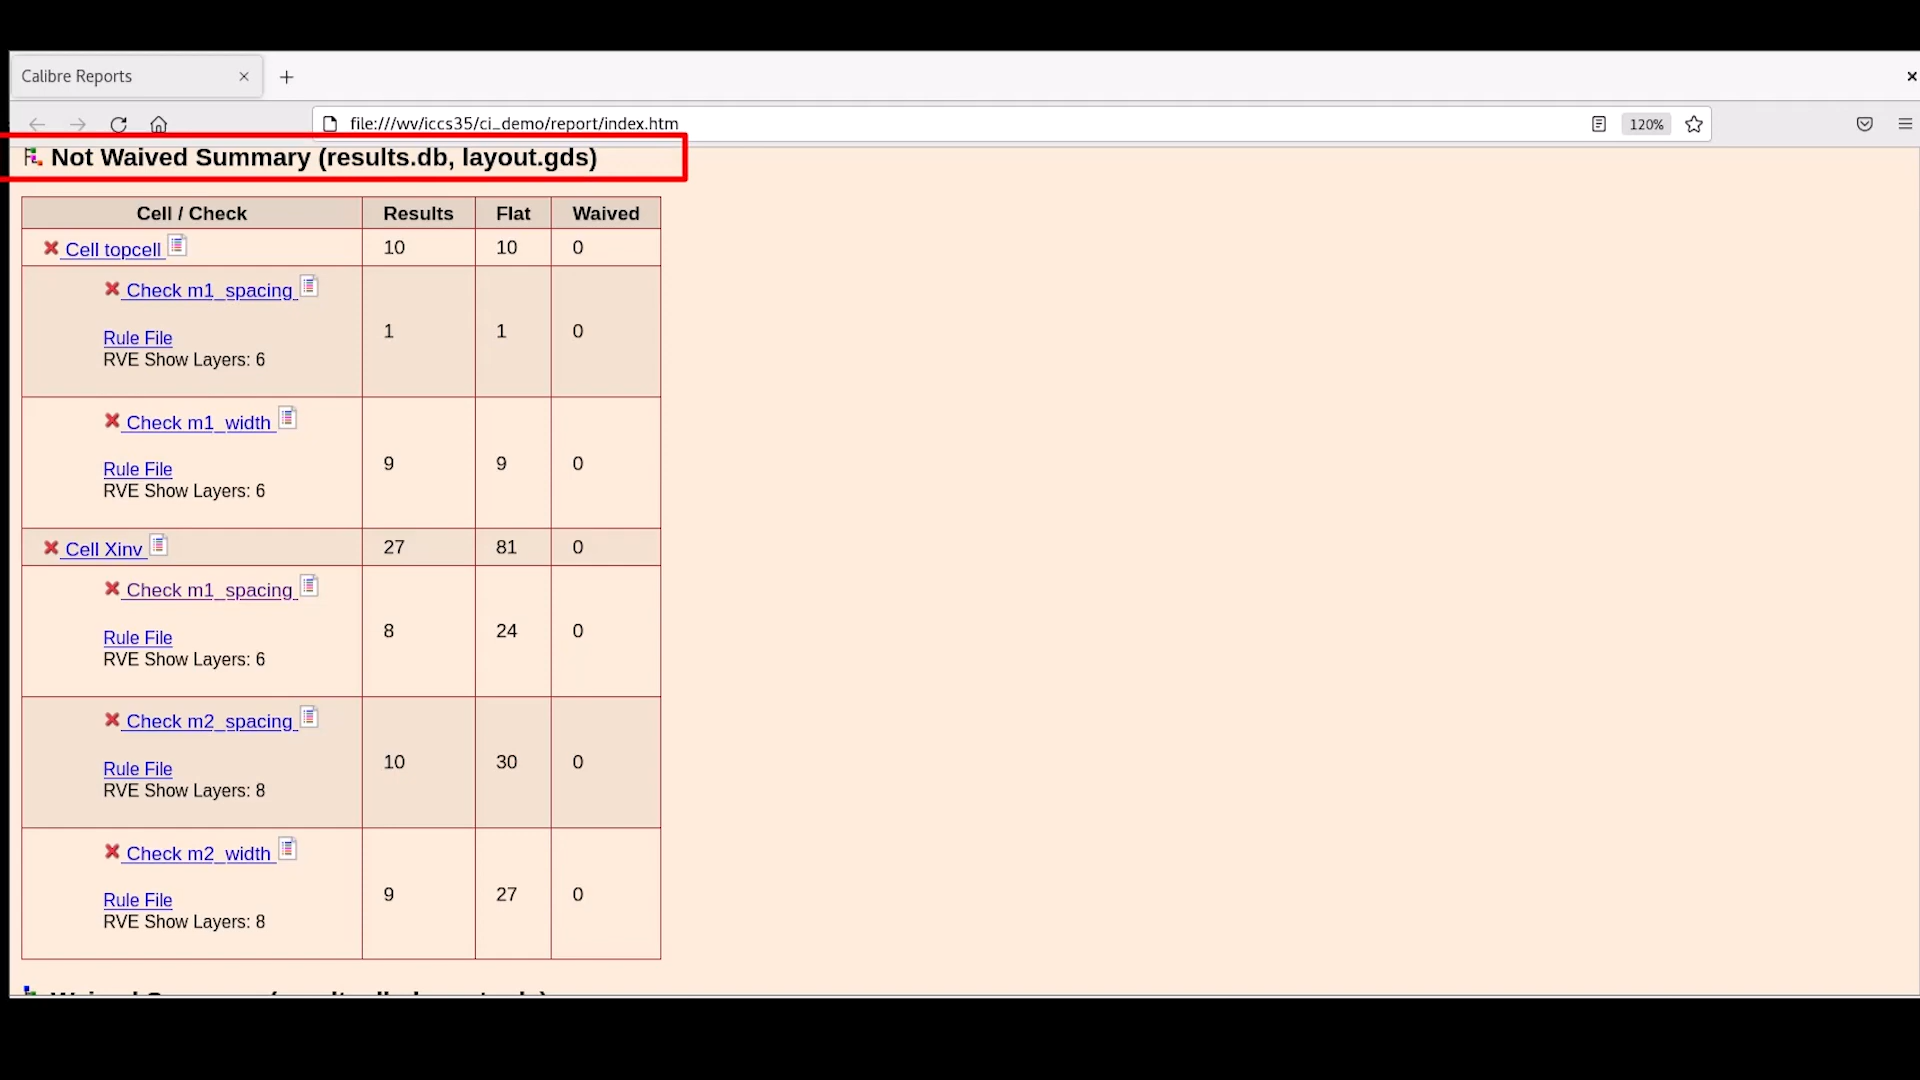 Calibre Reports
file:///wv/iccs35/ci_demo/report/index.htm
120%
Not Waived Summary (results.db, layout.gds)
Cell / Check Results Flat Waived
Cell topcell 10 10 0
Check m1_spacing
Rule File
RVE Show Layers: 6
1 1 0
Check m1_width
Rule File
RVE Show Layers: 6
9 9 0
Cell Xinv 27 81 0
Check m1_spacing
Rule File
RVE Show Layers: 6
8 24 0
Check m2_spacing
Rule File
RVE Show Layers: 8
10 30 0
Check m2_width
Rule File
RVE Show Layers: 8
9 27 0